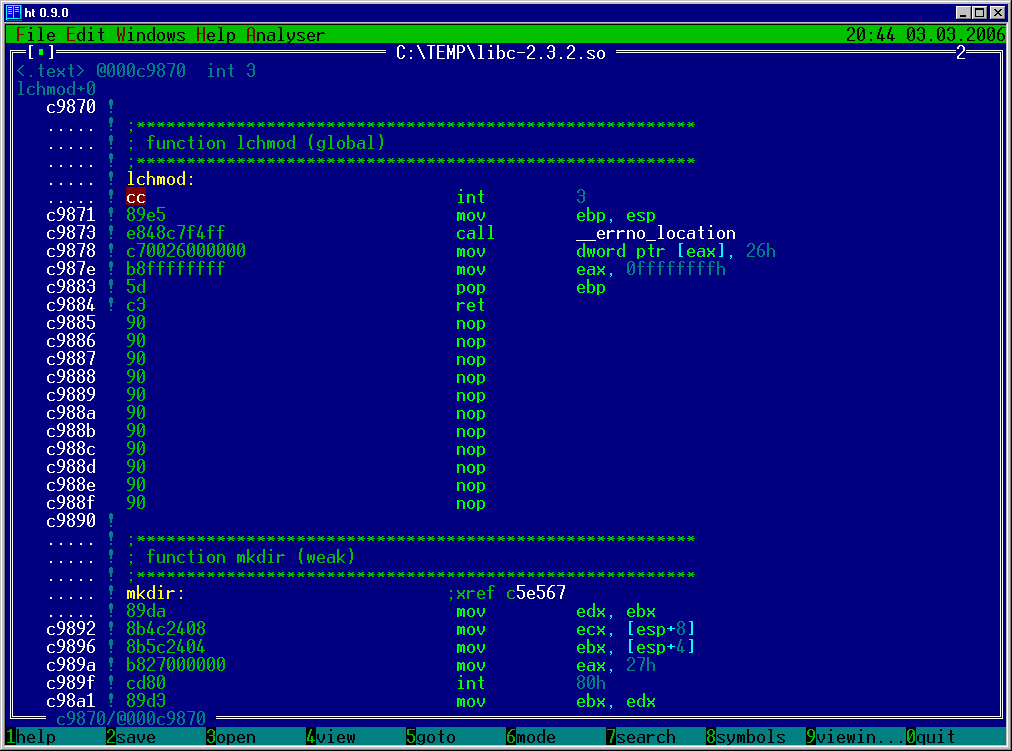 ht 0.9.0
File Edit Windows Help Analyser 20:44 03.03.2006
[▪] C:\TEMP\libc-2.3.2.so 2
<.text> @000c9870 int 3
lchmod+0
c9870 !
..... ! ;********************************************************
..... ! ; function lchmod (global)
..... ! ;********************************************************
..... ! lchmod:
..... ! cc int 3
c9871 ! 89e5 mov ebp, esp
c9873 ! e848c7f4ff call __errno_location
c9878 ! c70026000000 mov dword ptr [eax], 26h
c987e ! b8ffffffff mov eax, 0ffffffffh
c9883 ! 5d pop ebp
c9884 ! c3 ret
c9885 90 nop
c9886 90 nop
c9887 90 nop
c9888 90 nop
c9889 90 nop
c988a 90 nop
c988b 90 nop
c988c 90 nop
c988d 90 nop
c988e 90 nop
c988f 90 nop
c9890 !
..... ! ;********************************************************
..... ! ; function mkdir (weak)
..... ! ;********************************************************
..... ! mkdir: ;xref c5e567
..... ! 89da mov edx, ebx
c9892 ! 8b4c2408 mov ecx, [esp+8]
c9896 ! 8b5c2404 mov ebx, [esp+4]
c989a ! b827000000 mov eax, 27h
c989f ! cd80 int 80h
c98a1 ! 89d3 mov ebx, edx
c9870/@000c9870
1help 2save 3open 4view 5goto 6mode 7search 8symbols 9viewin... 0quit